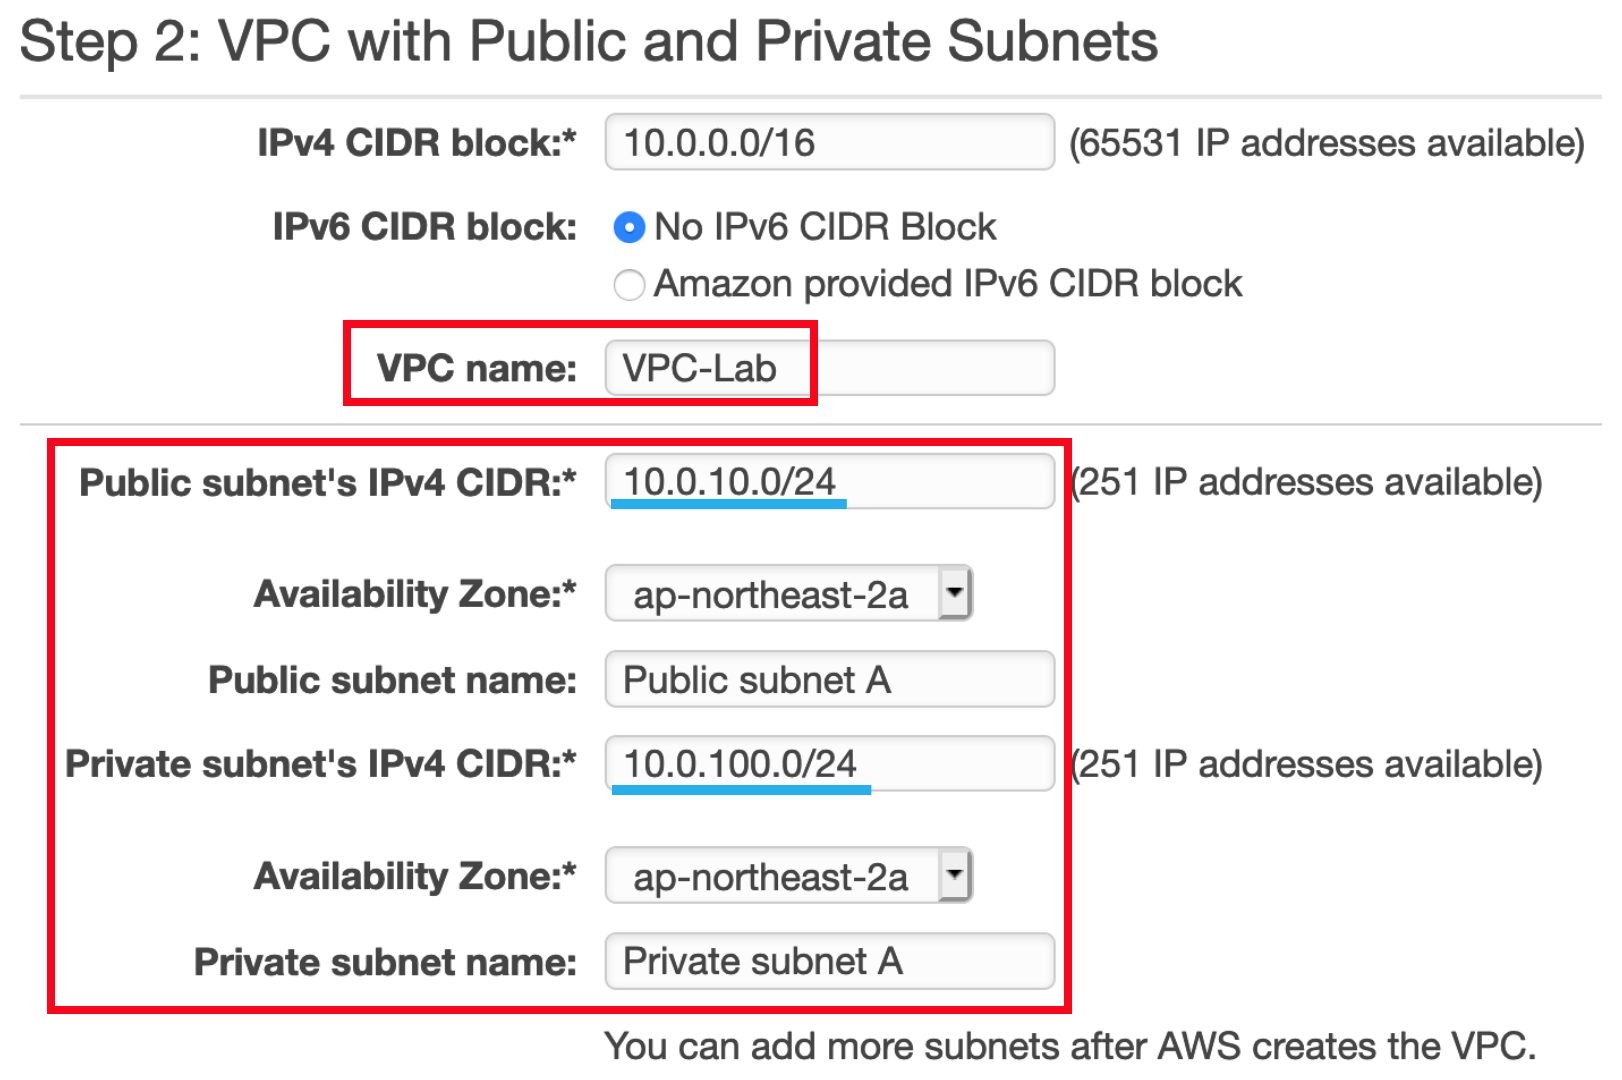 Step 2: VPC with Public and Private Subnets
IPv4 CIDR block:* 10.0.0.0/16 (65531 IP addresses available)
IPv6 CIDR block: No IPv6 CIDR Block
Amazon provided IPv6 CIDR block
VPC name: VPC-Lab
Public subnet's IPv4 CIDR:* 10.0.10.0/24 (251 IP addresses available)
Availability Zone:* ap-northeast-2a
Public subnet name: Public subnet A
Private subnet's IPv4 CIDR:* 10.0.100.0/24 (251 IP addresses available)
Availability Zone:* ap-northeast-2a
Private subnet name: Private subnet A
You can add more subnets after AWS creates the VPC.